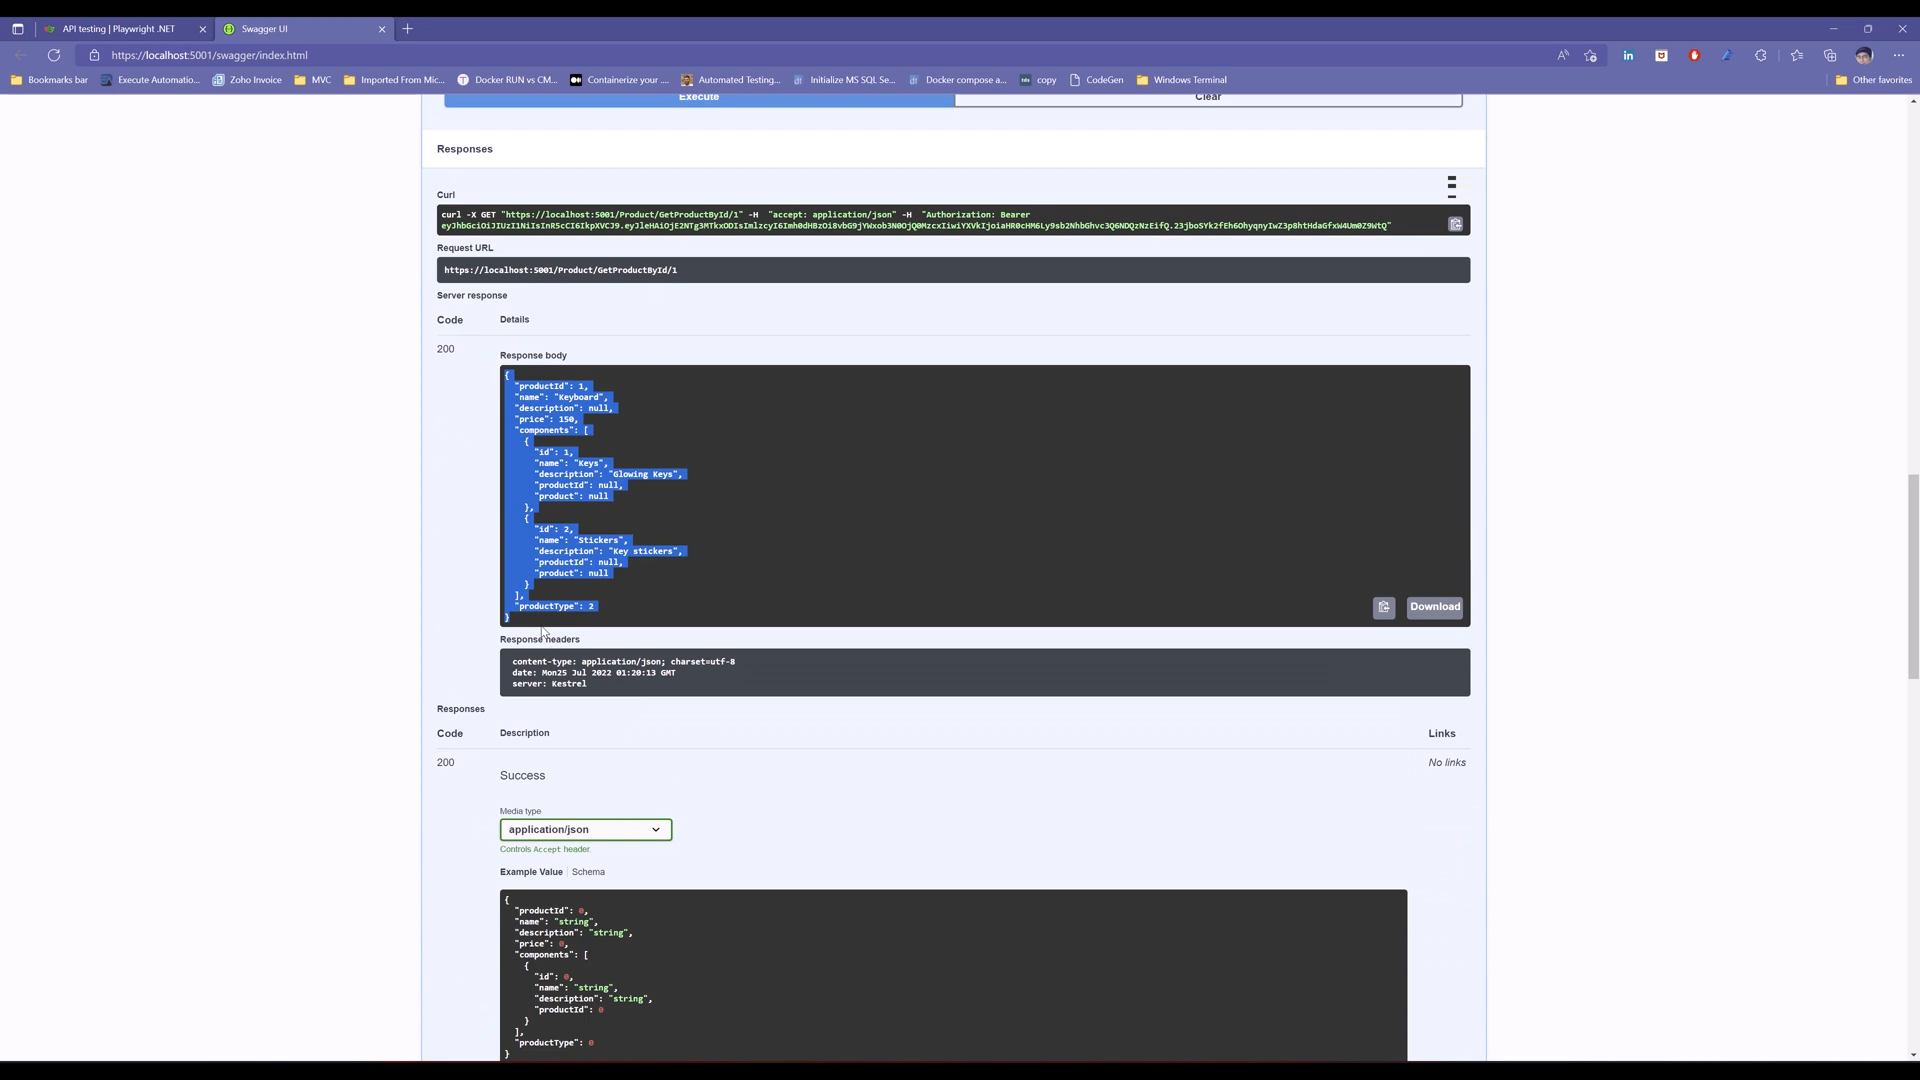 API testing | Playwright .NET
Swagger UI
https://localhost:5001/swagger/index.html
Bookmarks bar
Execute Automatio...
Zoho Invoice
MVC
Imported From Mic...
Docker RUN vs CM...
Containerize your ....
Automated Testing...
Initialize MS SQL Se...
Docker compose a...
copy
CodeGen
Windows Terminal
Other favorites
Execute
Clear
Responses
Curl
curl -X GET "https://localhost:5001/Product/GetProductById/1" -H  "accept: application/json" -H  "Authorization: Bearer
Request URL
https://localhost:5001/Product/GetProductById/1
Server response
Code
Details
200
Response body
{
"productId": 1,
"name": "Keyboard",
"description": null,
"price": 150,
"components": [
{
"id": 1,
"name": "Keys",
"description": "Glowing Keys",
"productId": null,
"product": null
},
{
"id": 2,
"name": "Stickers",
"description": "Key stickers",
"productId": null,
"product": null
}
],
"productType": 2
}
Download
Response headers
content-type: application/json; charset=utf-8
date: Mon25 Jul 2022 01:20:13 GMT
server: Kestrel
Responses
Code
Description
Links
200
Success
No links
Media type
application/json
Controls Accept header.
Example Value
Schema
{
"productId": 0,
"name": "string",
"description": "string",
"price": 0,
"components": [
{
"id": 0,
"name": "string",
"description": "string",
"productId": 0
}
],
"productType": 0
}